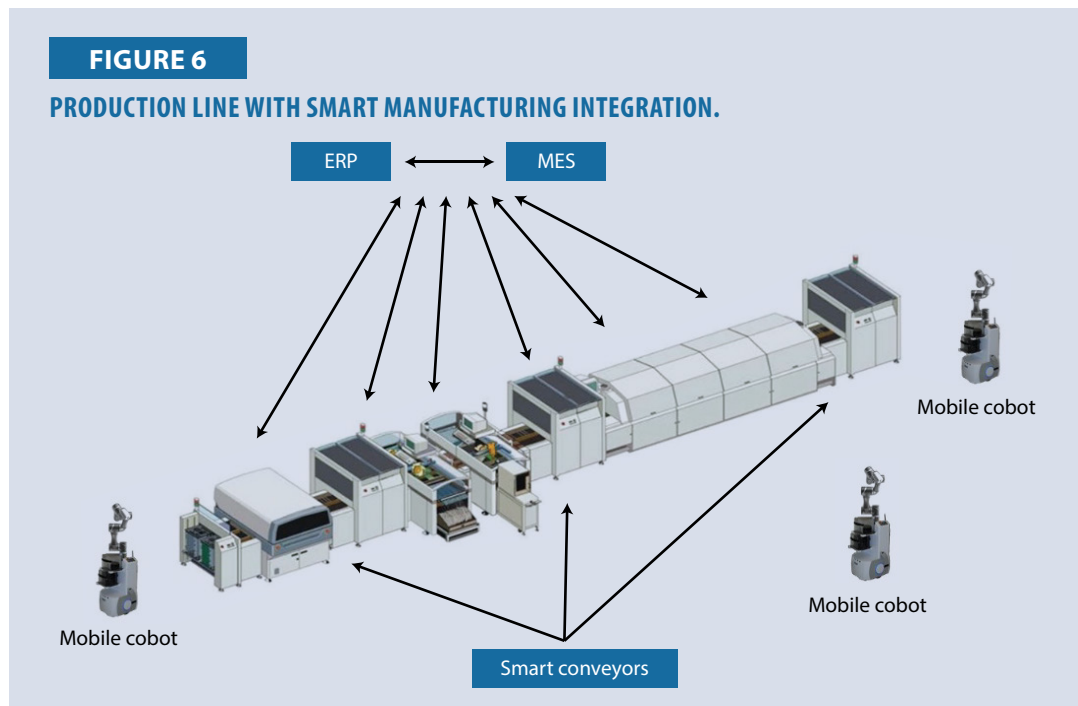 FIGURE 6
PRODUCTION LINE WITH SMART MANUFACTURING INTEGRATION.
ERP
MES
Mobile cobot
Mobile cobot
Mobile cobot
Smart conveyors